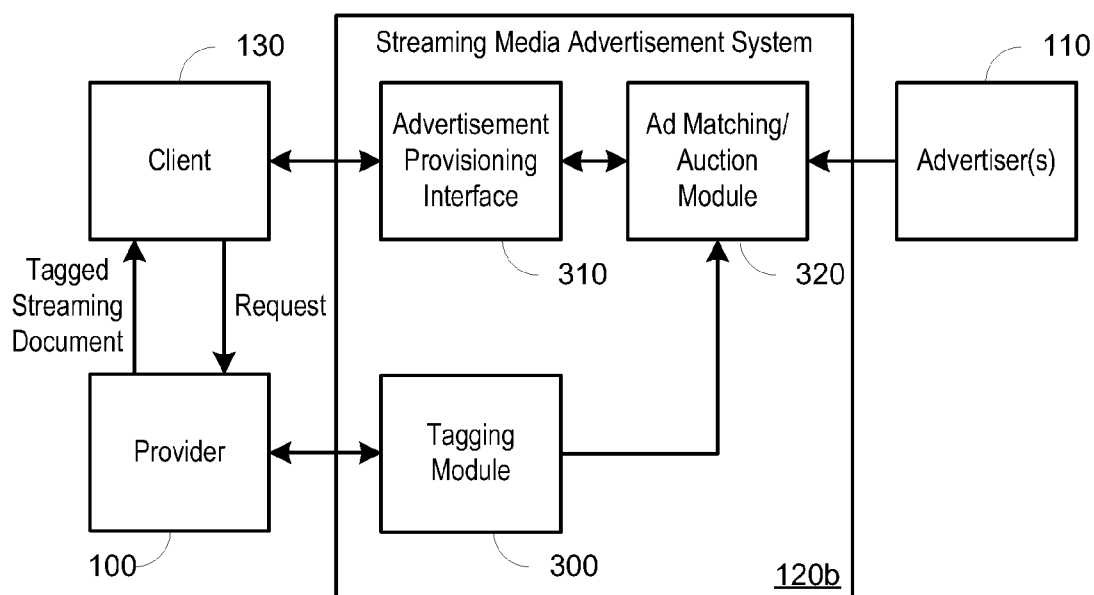 130
Streaming Media Advertisement System
110
Client
Advertisement
Provisioning
Interface
Ad Matching/
Auction
Module
Advertiser(s)
310
320
Tagged
Streaming
Document
Request
Provider
Tagging
Module
100
300
120b